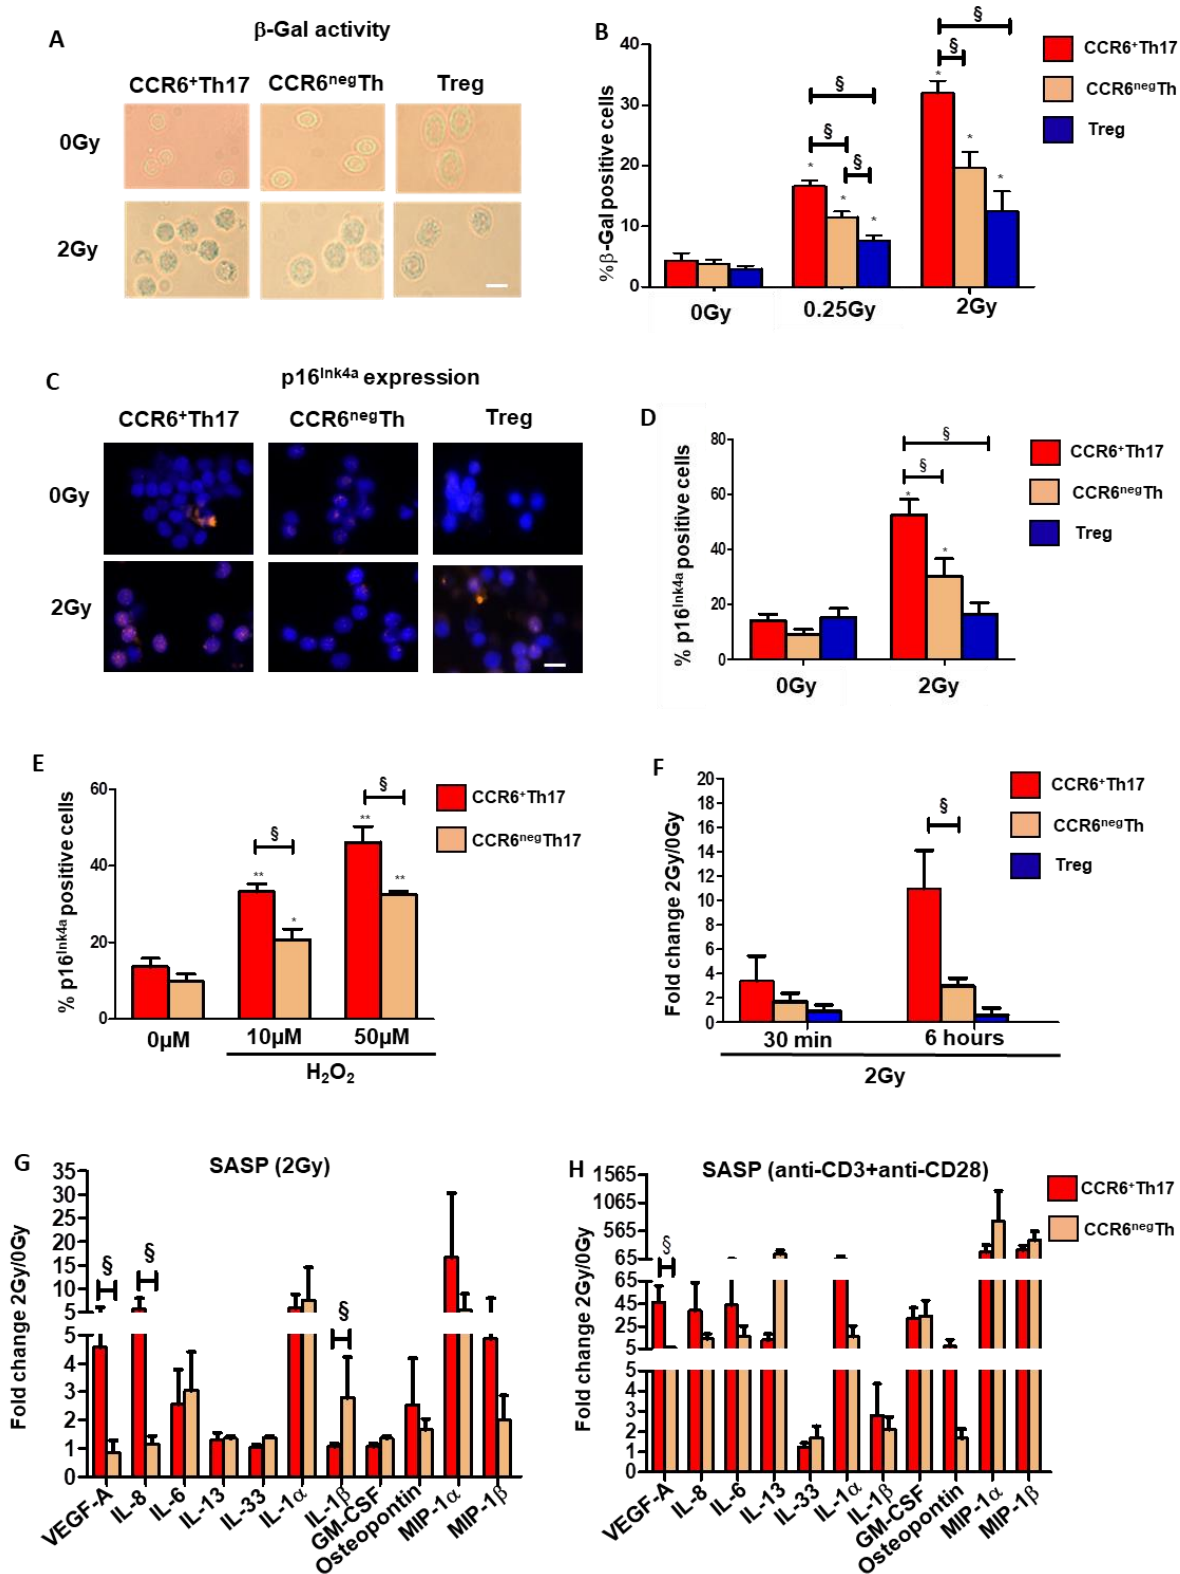 A
β-Gal activity
CCR6⁺Th17 CCR6ⁿᵉᵍTh Treg
0Gy
2Gy
B
%β-Gal positive cells
40
30
20
10
0
§
§
§
§
§
*
*
*
*
*
*
0Gy 0.25Gy 2Gy
CCR6⁺Th17
CCR6ⁿᵉᵍTh
Treg
C
p16ᴵⁿᵏ⁴ᵃ expression
CCR6⁺Th17 CCR6ⁿᵉᵍTh Treg
0Gy
2Gy
D
% p16ᴵⁿᵏ⁴ᵃ positive cells
80
60
40
20
0
§
§
*
*
0Gy 2Gy
CCR6⁺Th17
CCR6ⁿᵉᵍTh
Treg
E
% p16ᴵⁿᵏ⁴ᵃ positive cells
60
40
20
0
§
§
**
*
**
**
0µM 10µM 50µM
H₂O₂
CCR6⁺Th17
CCR6ⁿᵉᵍTh17
F
Fold change 2Gy/0Gy
20
18
16
14
12
10
8
6
4
2
0
§
30 min 6 hours
2Gy
CCR6⁺Th17
CCR6ⁿᵉᵍTh
Treg
G
SASP (2Gy)
Fold change 2Gy/0Gy
35
30
25
20
15
10
5
5
4
3
2
1
0
§
§
§
VEGF-A IL-8 IL-6 IL-13 IL-33 IL-1α IL-1β GM-CSF Osteopontin MIP-1α MIP-1β
H
SASP (anti-CD3+anti-CD28)
Fold change 2Gy/0Gy
1565
1065
565
65
65
45
25
5
5
4
3
2
1
0
§
VEGF-A IL-8 IL-6 IL-13 IL-33 IL-1α IL-1β GM-CSF Osteopontin MIP-1α MIP-1β
CCR6⁺Th17
CCR6ⁿᵉᵍTh